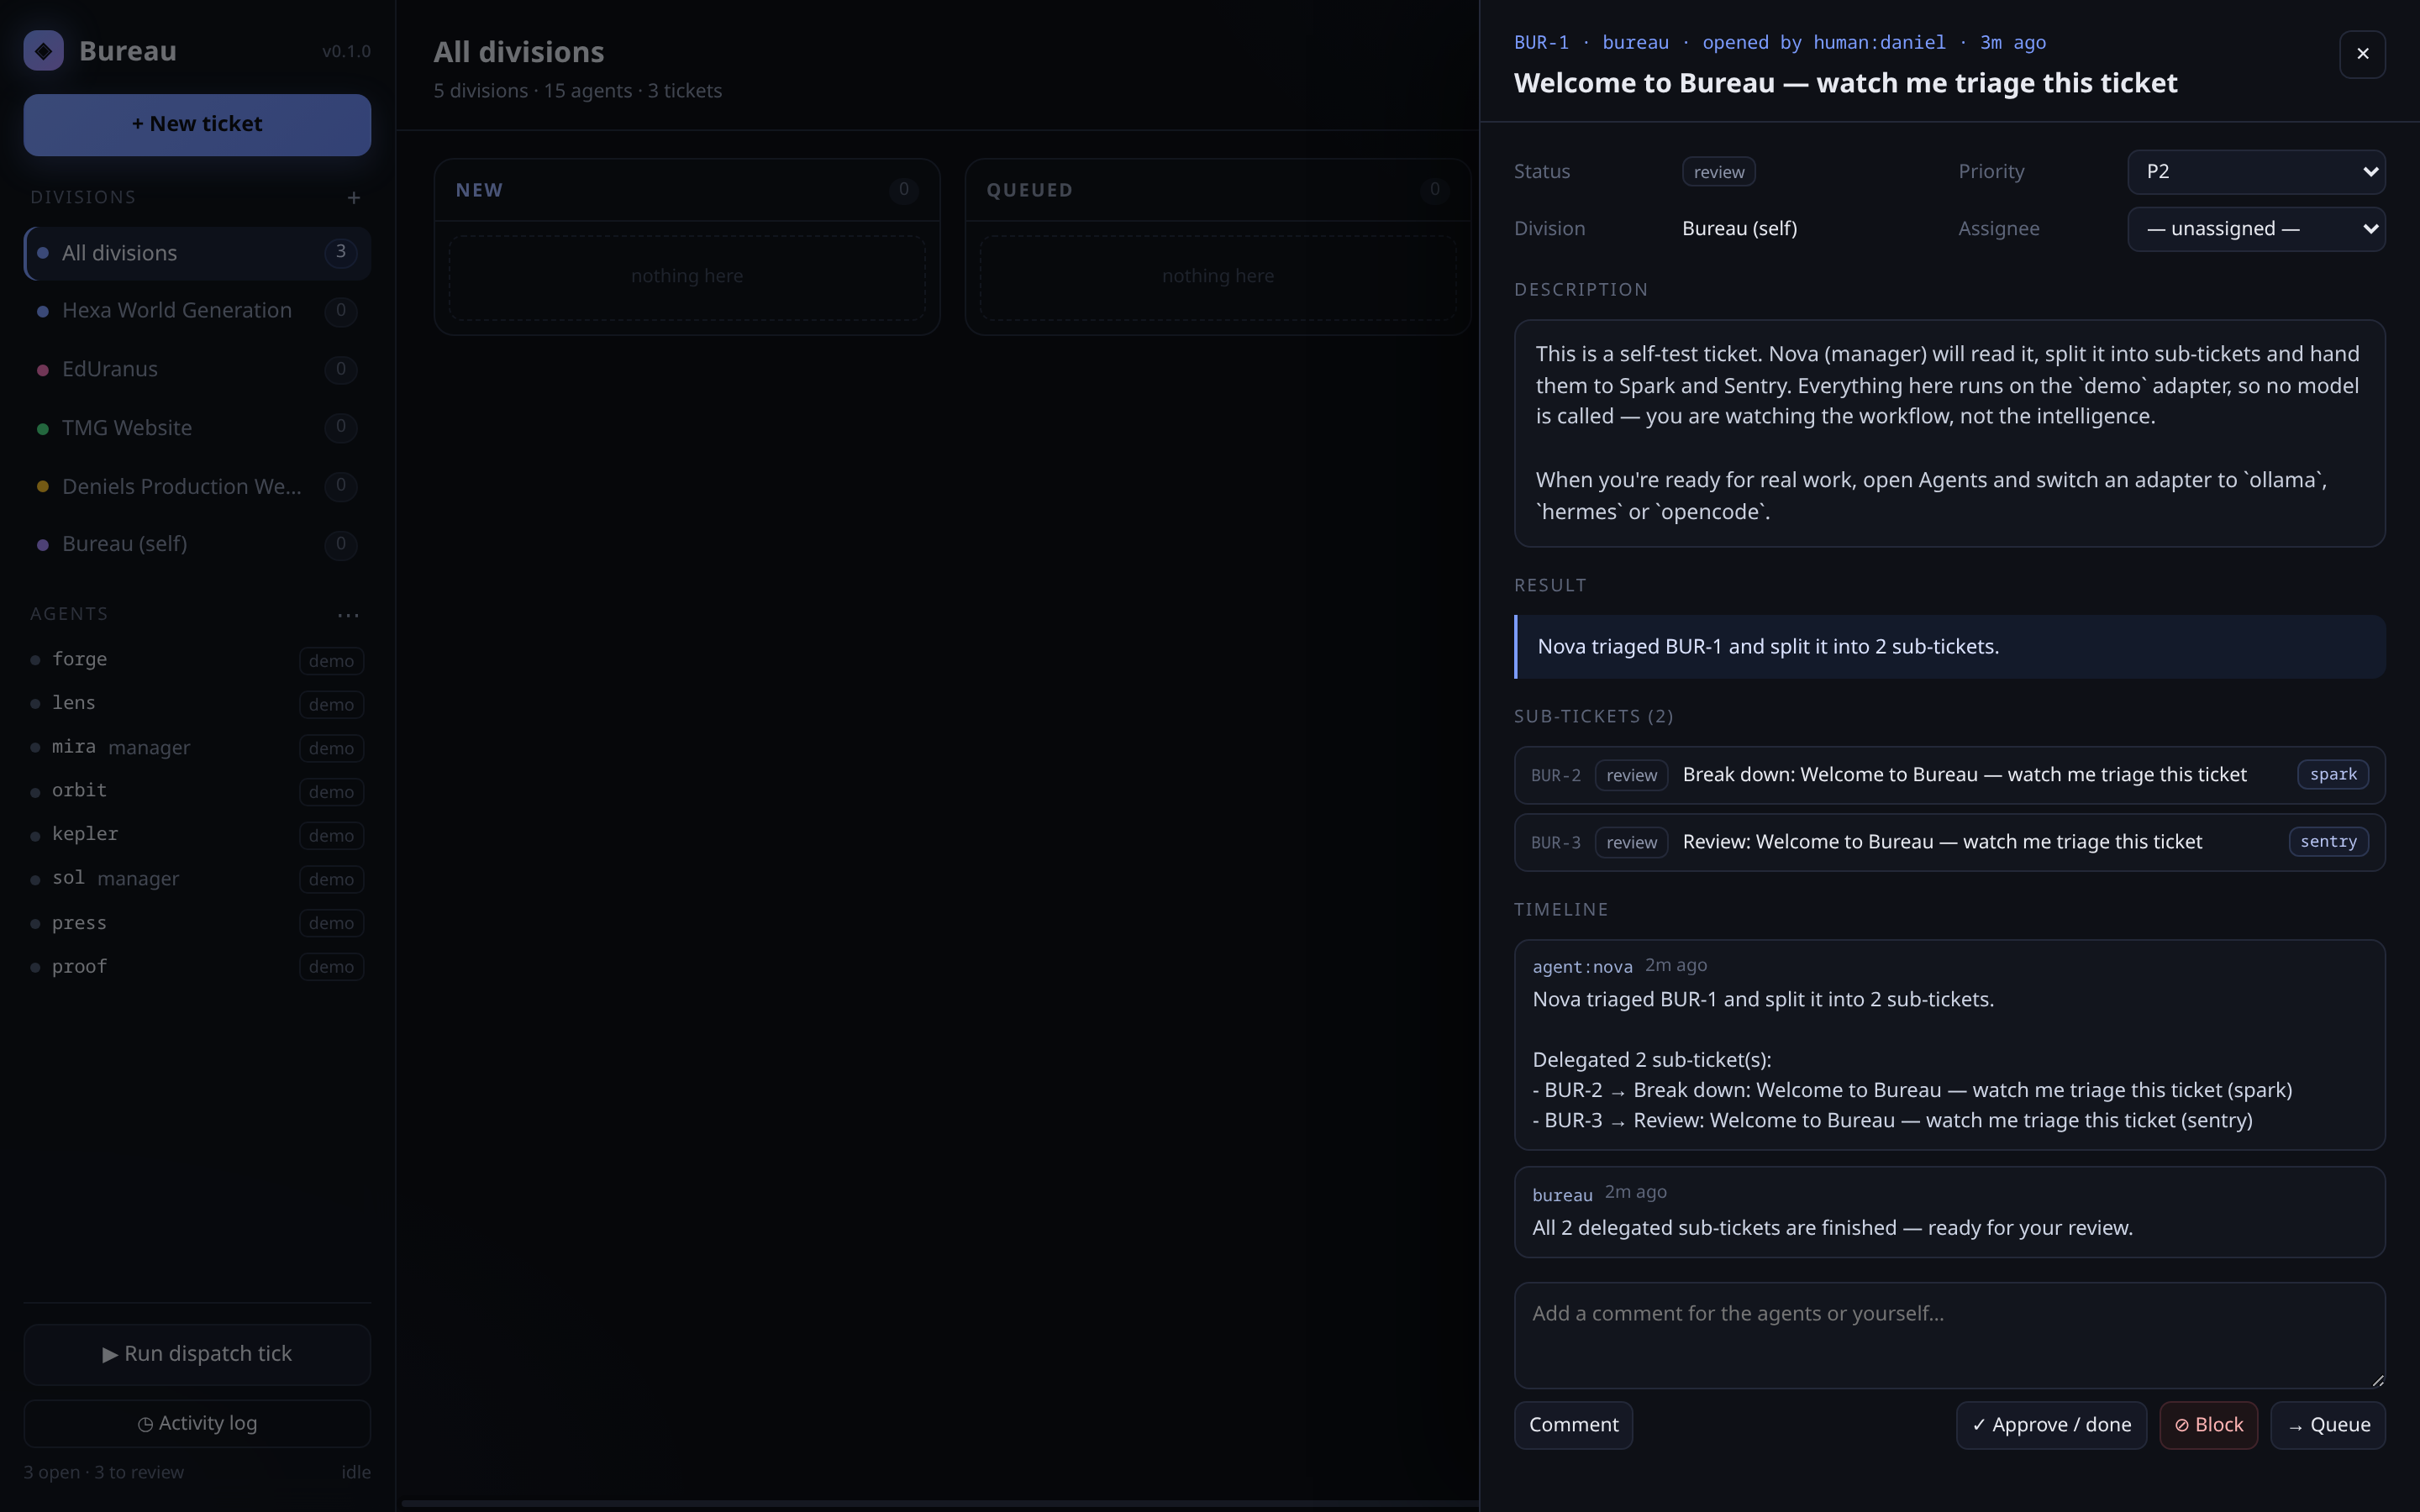 ◈ Bureau v0.1.0
+ New ticket
DIVISIONS +
All divisions 3
Hexa World Generation 0
EdUranus 0
TMG Website 0
Deniels Production We... 0
Bureau (self) 0
AGENTS ...
forge demo
lens demo
mira manager demo
orbit demo
kepler demo
sol manager demo
press demo
proof demo
▶ Run dispatch tick
◷ Activity log
3 open · 3 to review idle
All divisions
5 divisions · 15 agents · 3 tickets
NEW 0
nothing here
QUEUED 0
nothing here
BUR-1 · bureau · opened by human:daniel · 3m ago
✕
Welcome to Bureau — watch me triage this ticket
Status review Priority P2
Division Bureau (self) Assignee — unassigned —
DESCRIPTION
This is a self-test ticket. Nova (manager) will read it, split it into sub-tickets and hand
them to Spark and Sentry. Everything here runs on the `demo` adapter, so no model
is called — you are watching the workflow, not the intelligence.
When you're ready for real work, open Agents and switch an adapter to `ollama`,
`hermes` or `opencode`.
RESULT
Nova triaged BUR-1 and split it into 2 sub-tickets.
SUB-TICKETS (2)
BUR-2 review Break down: Welcome to Bureau — watch me triage this ticket spark
BUR-3 review Review: Welcome to Bureau — watch me triage this ticket sentry
TIMELINE
agent:nova 2m ago
Nova triaged BUR-1 and split it into 2 sub-tickets.
Delegated 2 sub-ticket(s):
- BUR-2 → Break down: Welcome to Bureau — watch me triage this ticket (spark)
- BUR-3 → Review: Welcome to Bureau — watch me triage this ticket (sentry)
bureau 2m ago
All 2 delegated sub-tickets are finished — ready for your review.
Add a comment for the agents or yourself...
Comment ✓ Approve / done ⊘ Block → Queue